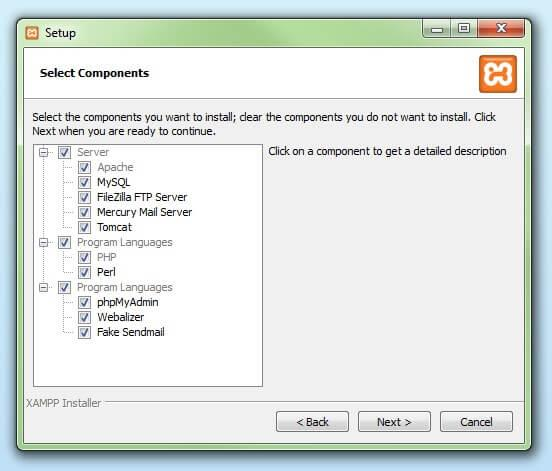 Setup
Select Components
Select the components you want to install; clear the components you do not want to install. Click
Next when you are ready to continue.
Server
Apache
MySQL
FileZilla FTP Server
Mercury Mail Server
Tomcat
Program Languages
PHP
Perl
Program Languages
phpMyAdmin
Webalizer
Fake Sendmail
Click on a component to get a detailed description
XAMPP Installer
< Back
Next >
Cancel